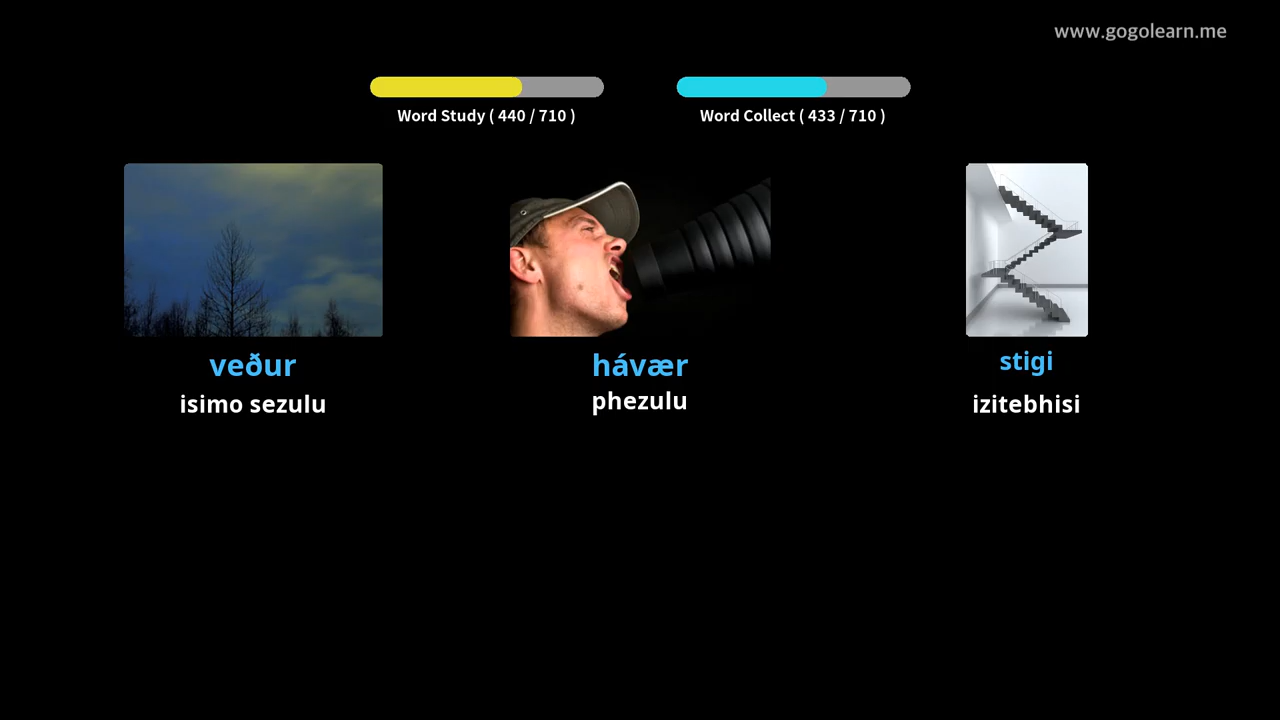 www.gogolearn.me
Word Study ( 440 / 710 )
Word Collect ( 433 / 710 )
veður
hávær
stigi
isimo sezulu
phezulu
izitebhisi